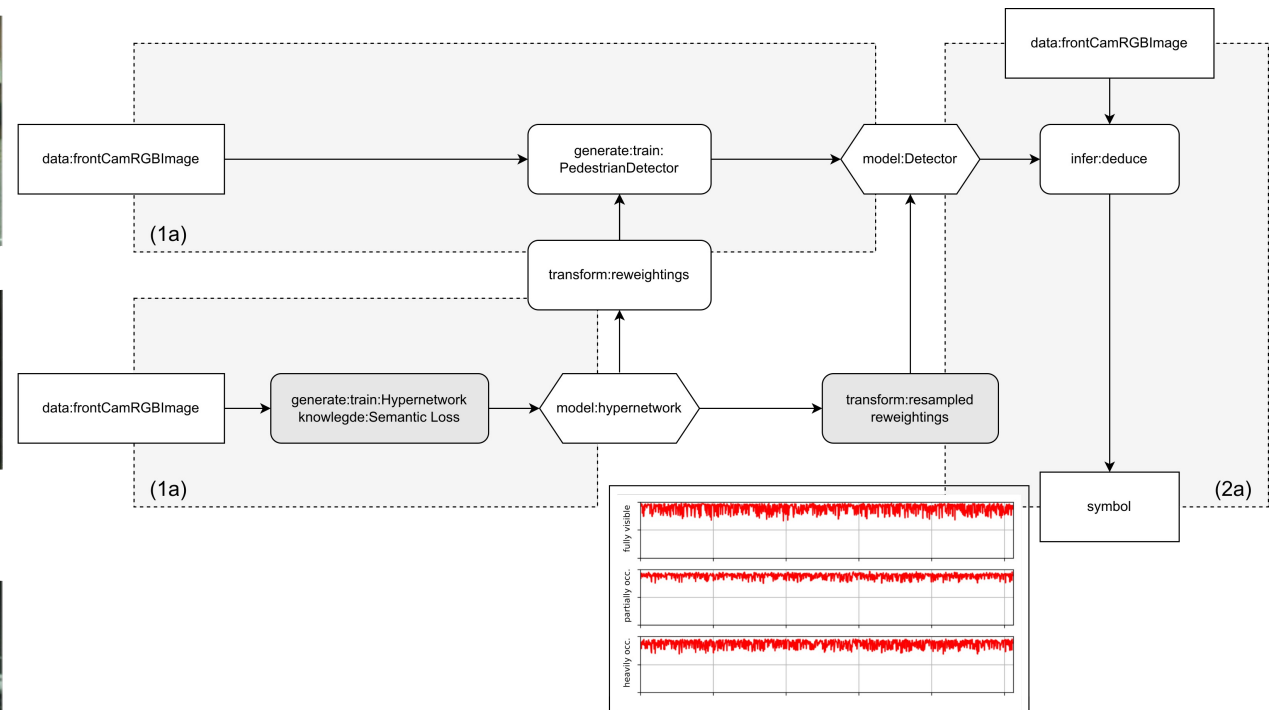 data:frontCamRGBImage
data:frontCamRGBImage
generate:train:
PedestrianDetector
model:Detector
infer:deduce
(1a)
transform:reweightings
data:frontCamRGBImage
generate:train:Hypernetwork
knowlegde:Semantic Loss
model:hypernetwork
transform:resampled
reweightings
(1a)
(2a)
symbol
fully visible
partially occ.
heavily occ.